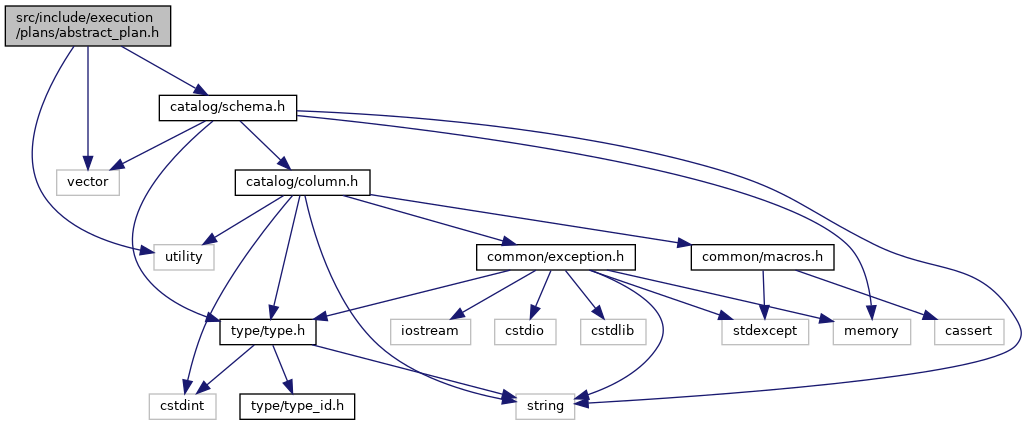 src/include/execution
/plans/abstract_plan.h
catalog/schema.h
vector
catalog/column.h
utility
common/exception.h
common/macros.h
type/type.h
iostream
cstdio
cstdlib
stdexcept
memory
cassert
cstdint
type/type_id.h
string